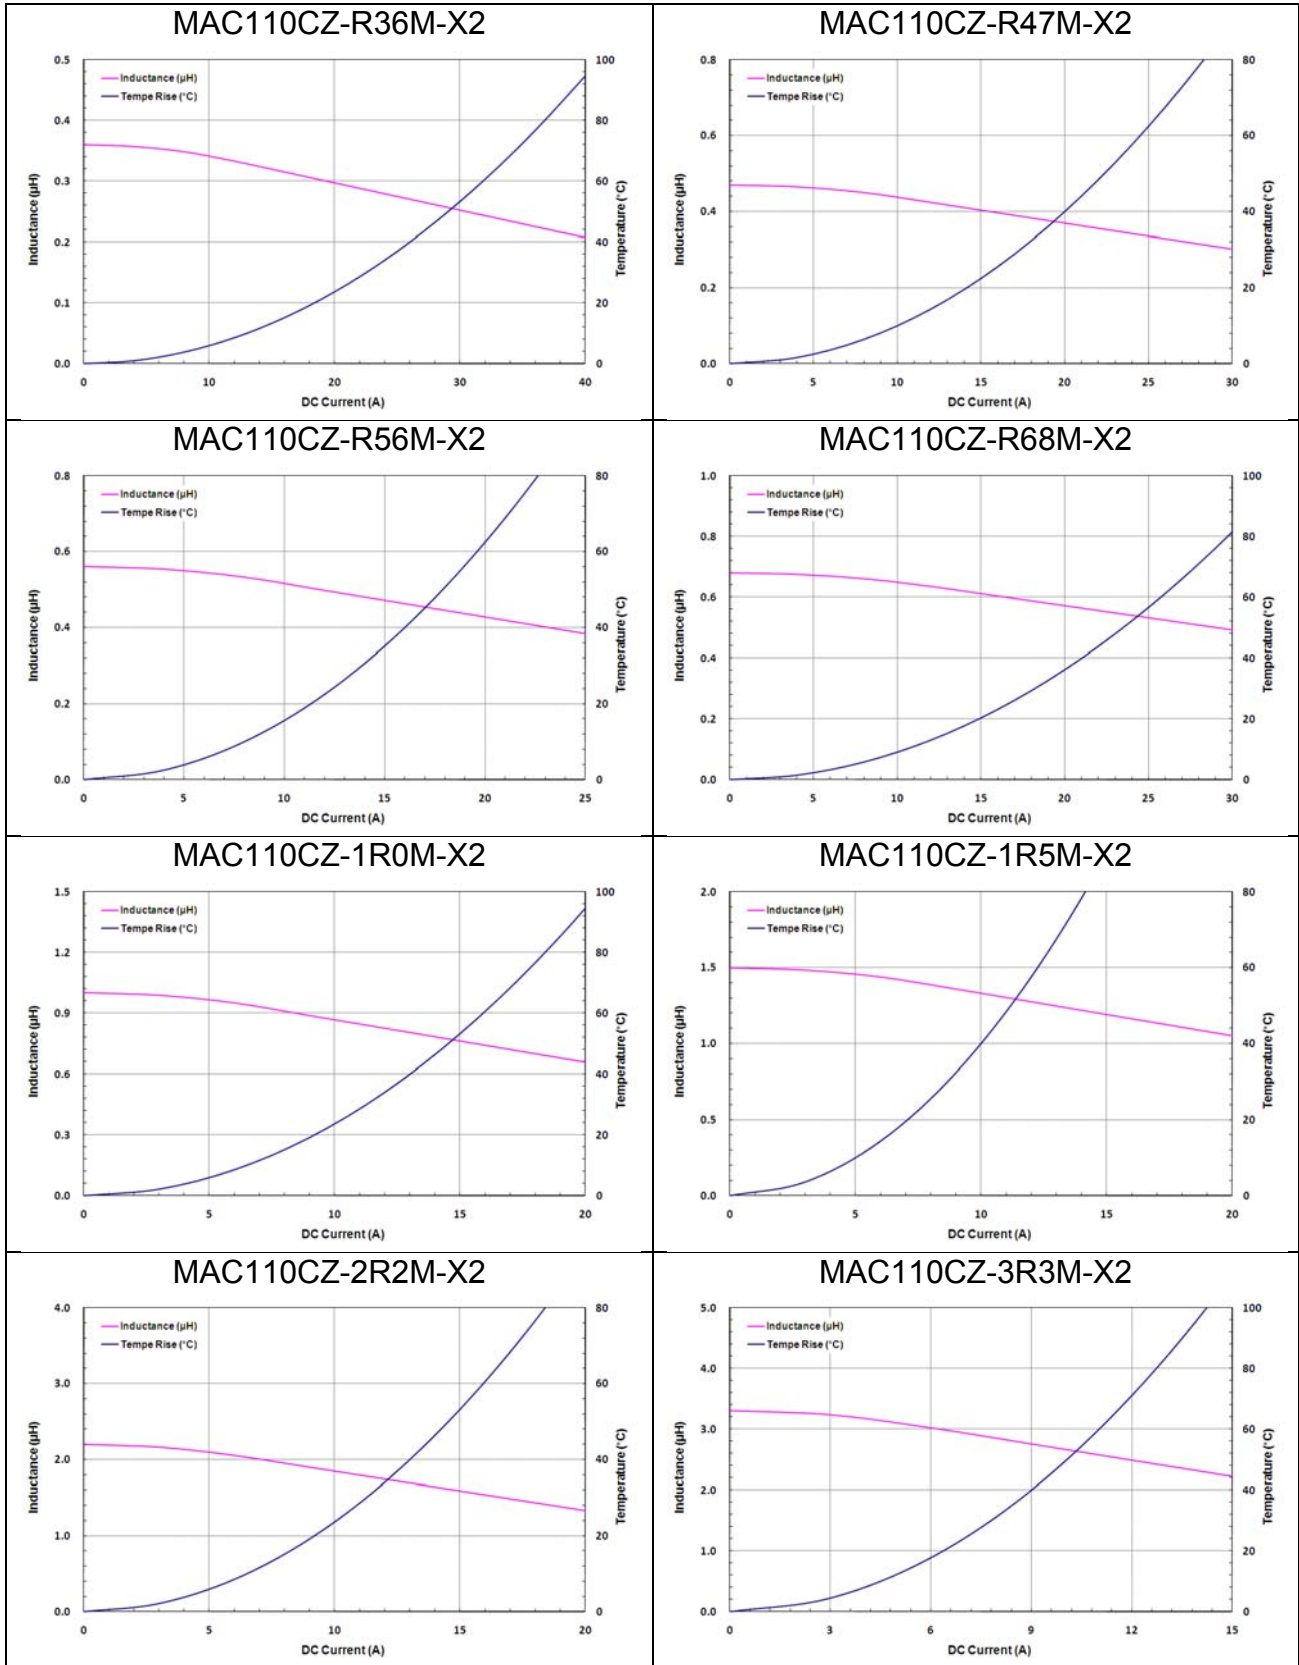 MAC110CZ-R36M-X2
Inductance (µH)
Tempe Rise (°C)
0.5
0.4
0.3
0.2
0.1
0.0
100
80
60
40
20
0
0 10 20 30 40
Inductance (µH)
Temperature (°C)
DC Current (A)
MAC110CZ-R47M-X2
Inductance (µH)
Tempe Rise (°C)
0.8
0.6
0.4
0.2
0.0
80
60
40
20
0
0 5 10 15 20 25 30
Inductance (µH)
Temperature (°C)
DC Current (A)
MAC110CZ-R56M-X2
Inductance (µH)
Tempe Rise (°C)
0.8
0.6
0.4
0.2
0.0
80
60
40
20
0
0 5 10 15 20 25
Inductance (µH)
Temperature (°C)
DC Current (A)
MAC110CZ-R68M-X2
Inductance (µH)
Tempe Rise (°C)
1.0
0.8
0.6
0.4
0.2
0.0
100
80
60
40
20
0
0 5 10 15 20 25 30
Inductance (µH)
Temperature (°C)
DC Current (A)
MAC110CZ-1R0M-X2
Inductance (µH)
Tempe Rise (°C)
1.5
1.2
0.9
0.6
0.3
0.0
100
80
60
40
20
0
0 5 10 15 20
Inductance (µH)
Temperature (°C)
DC Current (A)
MAC110CZ-1R5M-X2
Inductance (µH)
Tempe Rise (°C)
2.0
1.5
1.0
0.5
0.0
80
60
40
20
0
0 5 10 15 20
Inductance (µH)
Temperature (°C)
DC Current (A)
MAC110CZ-2R2M-X2
Inductance (µH)
Tempe Rise (°C)
4.0
3.0
2.0
1.0
0.0
80
60
40
20
0
0 5 10 15 20
Inductance (µH)
Temperature (°C)
DC Current (A)
MAC110CZ-3R3M-X2
Inductance (µH)
Tempe Rise (°C)
5.0
4.0
3.0
2.0
1.0
0.0
100
80
60
40
20
0
0 3 6 9 12 15
Inductance (µH)
Temperature (°C)
DC Current (A)